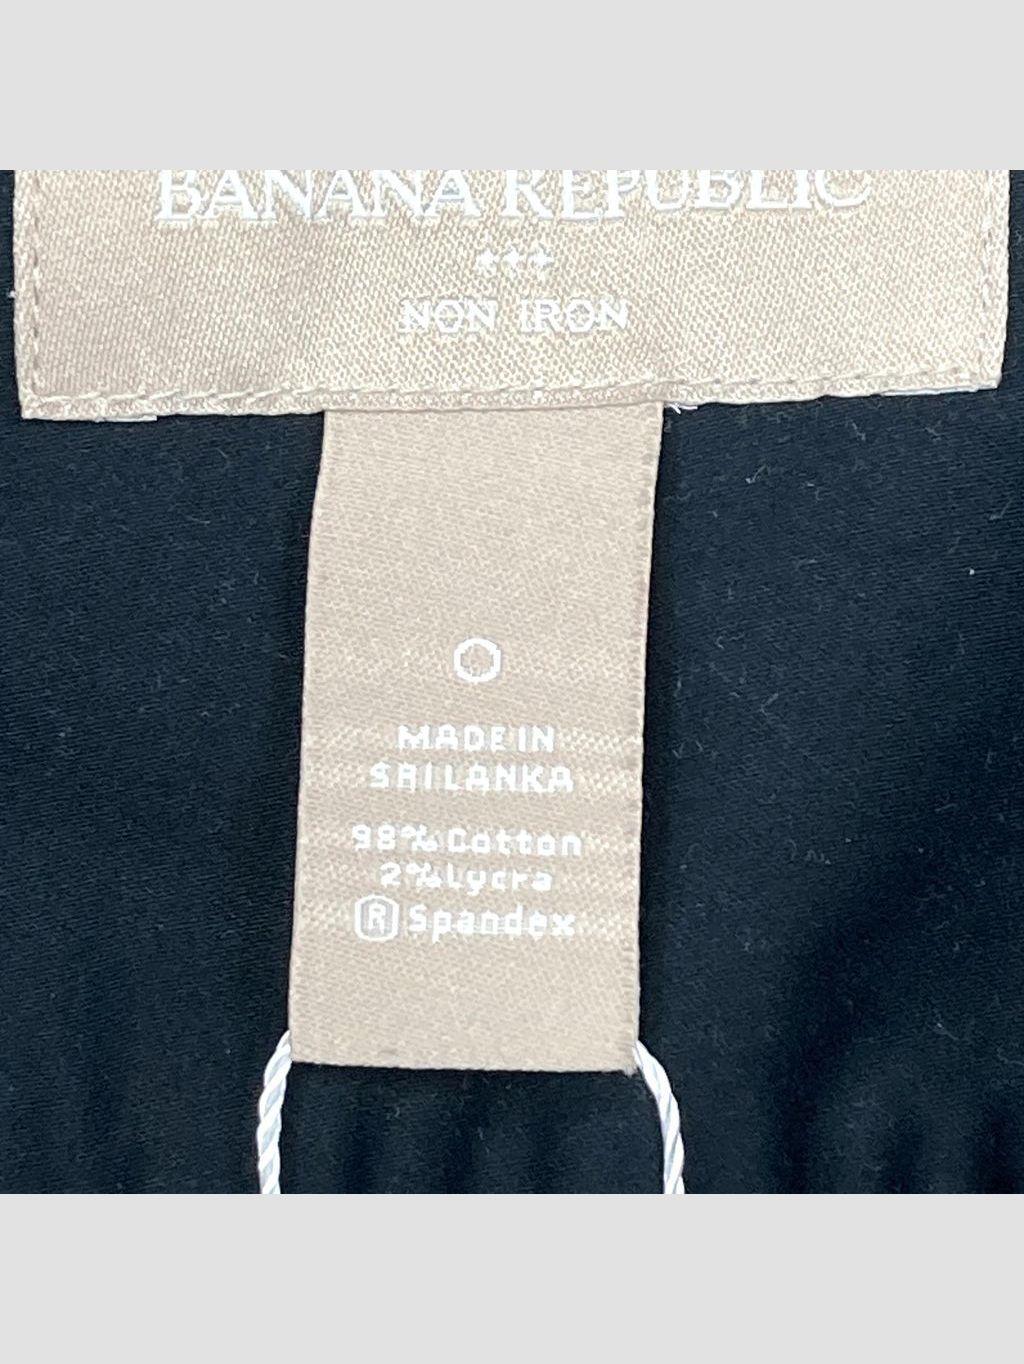 BANANA REPUBLIC
NON IRON
0
MADE IN
SRI LANKA
98% Cotton
2% Lycra
® Spandex